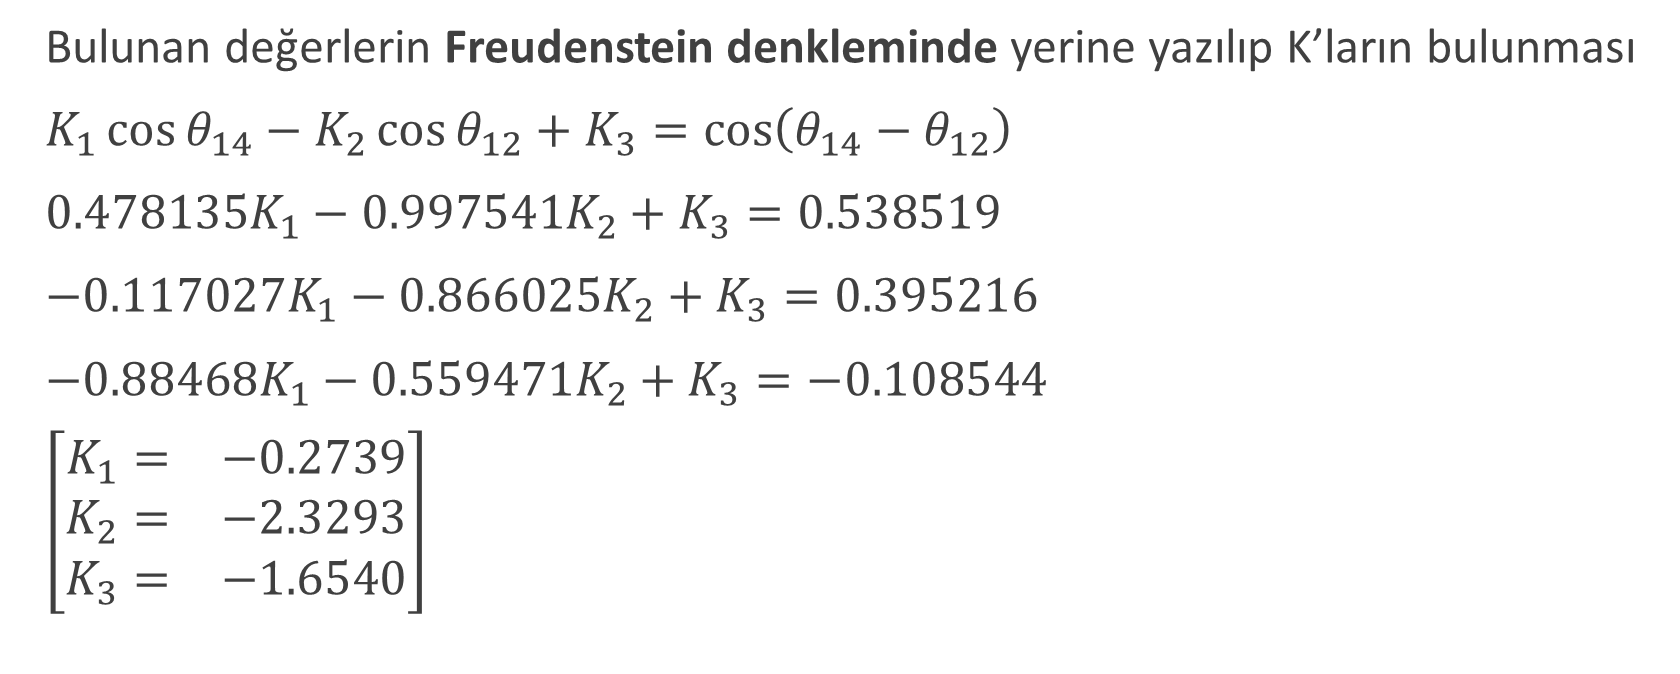 Bulunan değerlerin Freudenstein denkleminde yerine yazılıp K’ların bulunması
K₁ cos θ₁₄ − K₂ cos θ₁₂ + K₃ = cos(θ₁₄ − θ₁₂)
0.478135K₁ − 0.997541K₂ + K₃ = 0.538519
−0.117027K₁ − 0.866025K₂ + K₃ = 0.395216
−0.88468K₁ − 0.559471K₂ + K₃ = −0.108544
K₁ = −0.2739
K₂ = −2.3293
K₃ = −1.6540